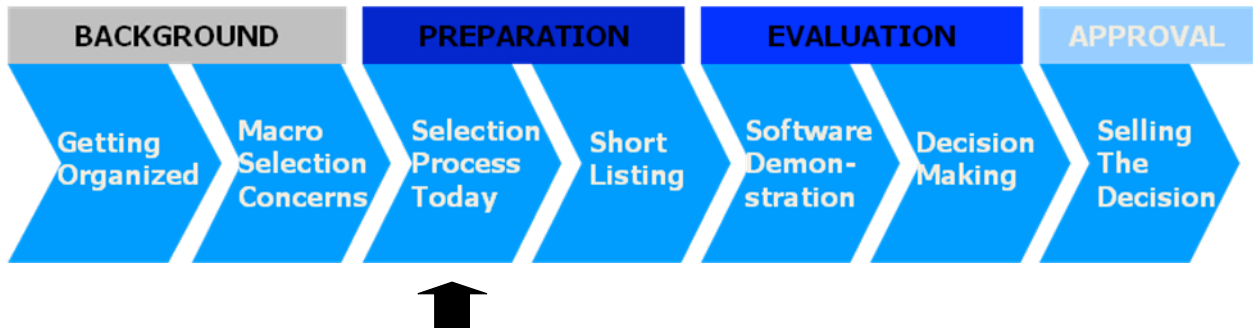 BACKGROUND
PREPARATION
EVALUATION
APPROVAL
Getting
Organized
Macro
Selection
Concerns
Selection
Process
Today
Short
Listing
Software
Demon-
stration
Decision
Making
Selling
The
Decision